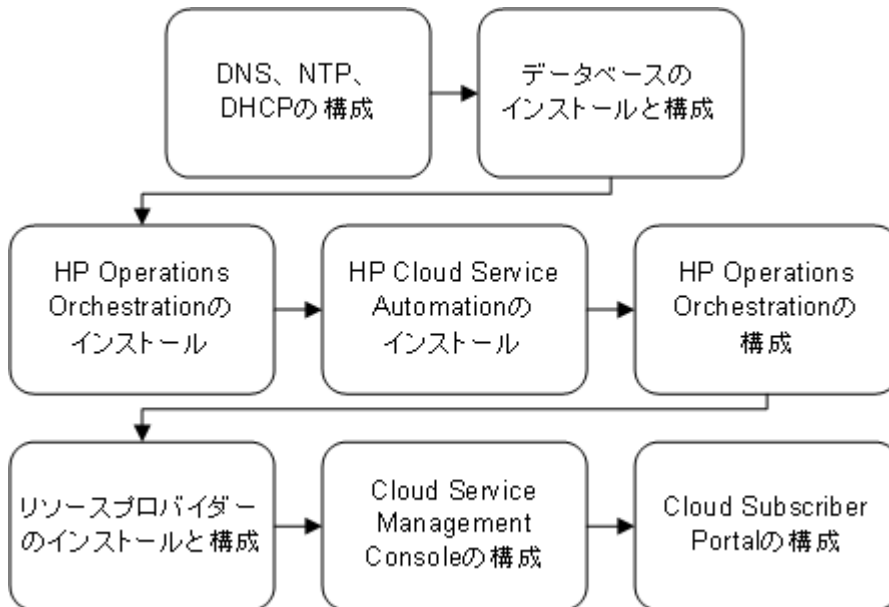 DNS、NTP、
DHCPの構成
データベースの
インストールと構成
HP Operations
Orchestrationの
インストール
HP Cloud Service
Automationの
インストール
HP Operations
Orchestrationの
構成
リソースプロバイダー
のインストールと構成
Cloud Service
Management
Consoleの構成
Cloud Subscriber
Portalの構成